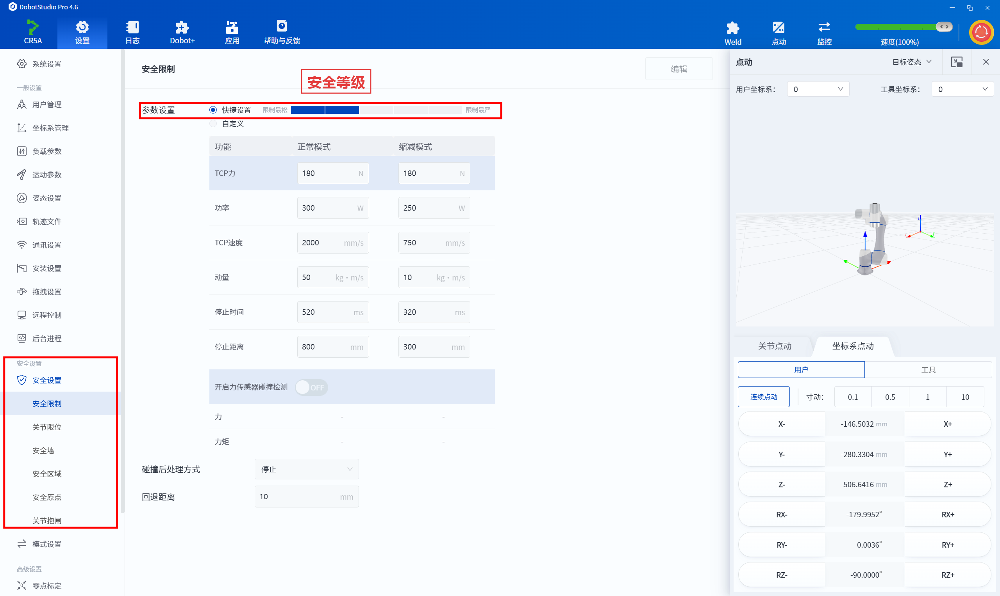 DobotStudio Pro 4.6
CR5A
设置
日志
Dobot+
应用
帮助与反馈
Weld
点动
监控
速度(100%)
系统设置
一般设置
用户管理
坐标系管理
负载参数
运动参数
姿态设置
轨迹文件
通讯设置
安装设置
拖拽设置
远程控制
后台进程
安全设置
安全设置
安全限制
关节限位
安全墙
安全区域
安全原点
关节抱闸
模式设置
高级设置
零点标定
安全限制
编辑
安全等级
参数设置 快捷设置 限制最松 限制最严
自定义
功能 正常模式 缩减模式
TCP力 180 N 180 N
功率 300 W 250 W
TCP速度 2000 mm/s 750 mm/s
动量 50 kg·m/s 10 kg·m/s
停止时间 520 ms 320 ms
停止距离 800 mm 300 mm
开启力传感器碰撞检测 OFF
力 - -
力矩 - -
碰撞后处理方式 停止
回退距离 10 mm
点动 目标姿态
用户坐标系： 0 工具坐标系： 0
关节点动 坐标系点动
用户 工具
连续点动 寸动： 0.1 0.5 1 10
X- -146.5032 mm X+
Y- -280.3304 mm Y+
Z- 506.6416 mm Z+
RX- -179.9952° RX+
RY- 0.0036° RY+
RZ- -90.0000° RZ+